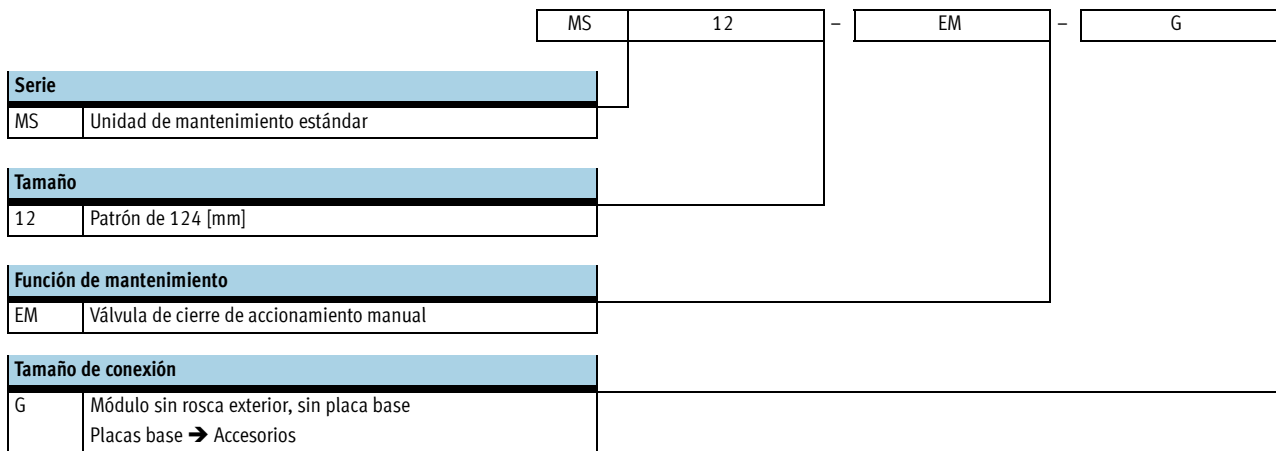 MS 12 – EM – G
Serie
MS Unidad de mantenimiento estándar
Tamaño
12 Patrón de 124 [mm]
Función de mantenimiento
EM Válvula de cierre de accionamiento manual
Tamaño de conexión
G Módulo sin rosca exterior, sin placa base
Placas base ➔ Accesorios